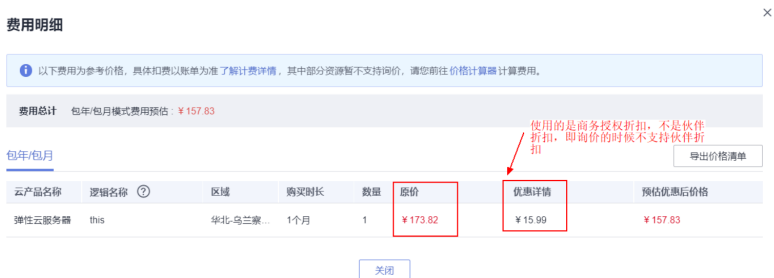 费用明细
以下费用为参考价格，具体扣费以账单为准了解计费详情，其中部分资源暂不支持询价，请您前往价格计算器计算费用。
费用总计 包年/包月模式费用预估：¥157.83
使用的是商务授权折扣，不是伙伴
折扣，即询价的时候不支持伙伴折
扣
包年/包月
导出价格清单
云产品名称 逻辑名称 区域 购买时长 数量 原价 优惠详情 预估优惠后价格
弹性云服务器 this 华北-乌兰察... 1个月 1 ¥173.82 ¥15.99 ¥157.83
关闭